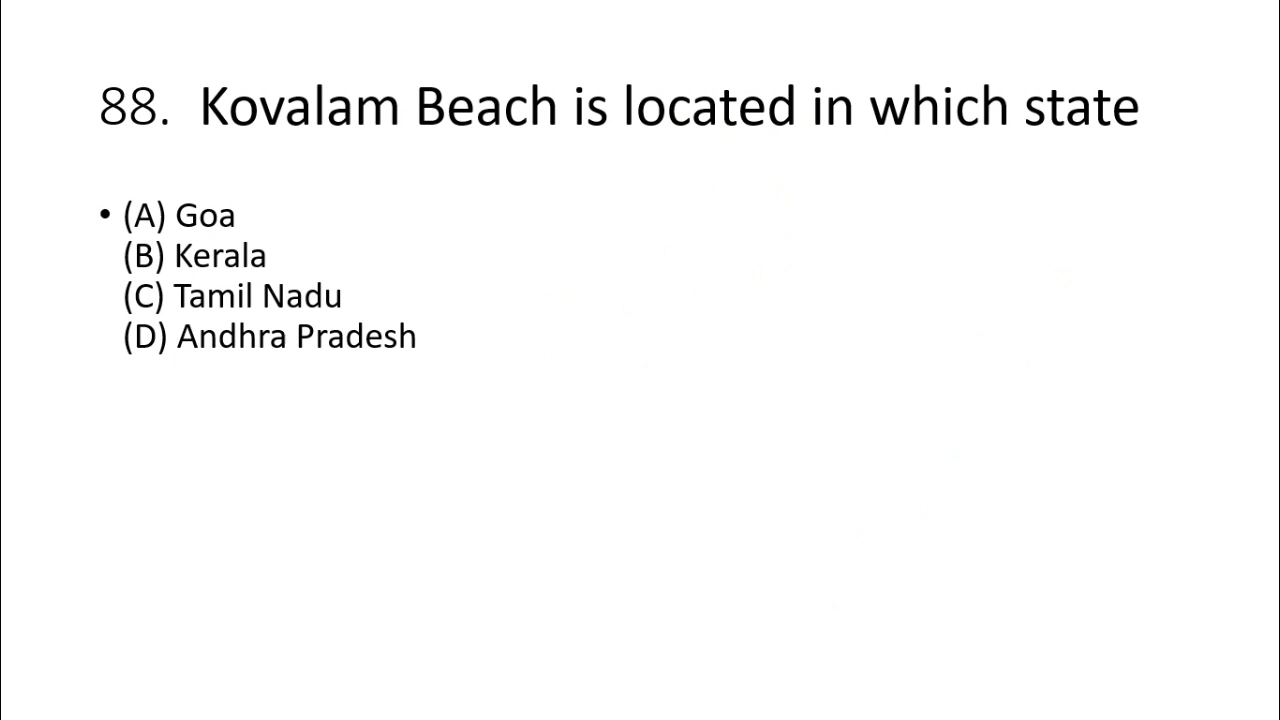 88. Kovalam Beach is located in which state
• (A) Goa
(B) Kerala
(C) Tamil Nadu
(D) Andhra Pradesh